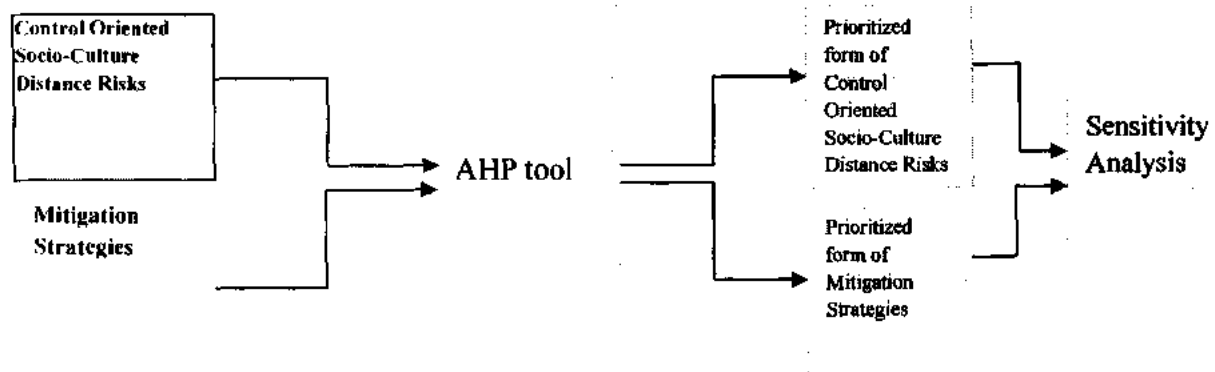 Control Oriented
Socio-Culture
Distance Risks
Mitigation
Strategies
AHP tool
Prioritized
form of
Control
Oriented
Socio-Culture
Distance Risks
Prioritized
form of
Mitigation
Strategies
Sensitivity
Analysis